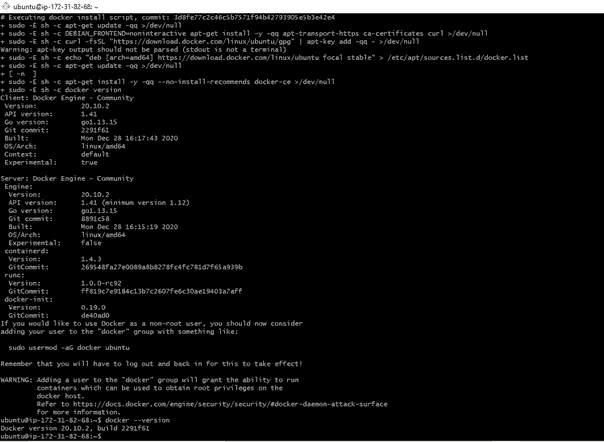 ubuntu@ip-172-31-82-68: ~
# Executing docker install script, commit: 3d8fe77c2c46c5b7571f94b42793905e5b3e42e4
+ sudo -E sh -c apt-get update -qq >/dev/null
+ sudo -E sh -c DEBIAN_FRONTEND=noninteractive apt-get install -y -qq apt-transport-https ca-certificates curl >/dev/null
+ sudo -E sh -c curl -fsSL "https://download.docker.com/linux/ubuntu/gpg" | apt-key add -qq - >/dev/null
Warning: apt-key output should not be parsed (stdout is not a terminal)
+ sudo -E sh -c echo "deb [arch=amd64] https://download.docker.com/linux/ubuntu focal stable" > /etc/apt/sources.list.d/docker.list
+ sudo -E sh -c apt-get update -qq >/dev/null
+ [ -n  ]
+ sudo -E sh -c apt-get install -y -qq --no-install-recommends docker-ce >/dev/null
+ sudo -E sh -c docker version
Client: Docker Engine - Community
Version: 20.10.2
API version: 1.41
Go version: go1.13.15
Git commit: 2291f61
Built: Mon Dec 28 16:17:43 2020
OS/Arch: linux/amd64
Context: default
Experimental: true
Server: Docker Engine - Community
Engine:
Version: 20.10.2
API version: 1.41 (minimum version 1.12)
Go version: go1.13.15
Git commit: 8891c58
Built: Mon Dec 28 16:15:19 2020
OS/Arch: linux/amd64
Experimental: false
containerd:
Version: 1.4.3
GitCommit: 269548fa27e0089a8b8278fc4fc781d7f65a939b
runc:
Version: 1.0.0-rc92
GitCommit: ff819c7e9184c13b7c2607fe6c30ae19403a7aff
docker-init:
Version: 0.19.0
GitCommit: de40ad0
If you would like to use Docker as a non-root user, you should now consider
adding your user to the "docker" group with something like:
sudo usermod -aG docker ubuntu
Remember that you will have to log out and back in for this to take effect!
WARNING: Adding a user to the "docker" group will grant the ability to run
containers which can be used to obtain root privileges on the
docker host.
Refer to https://docs.docker.com/engine/security/security/#docker-daemon-attack-surface
for more information.
ubuntu@ip-172-31-82-68:~$ docker --version
Docker version 20.10.2, build 2291f61
ubuntu@ip-172-31-82-68:~$